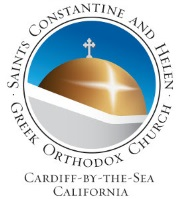 · Saints Constantine and Helen ·
Greek Orthodox Church
Cardiff-by-the-Sea
California